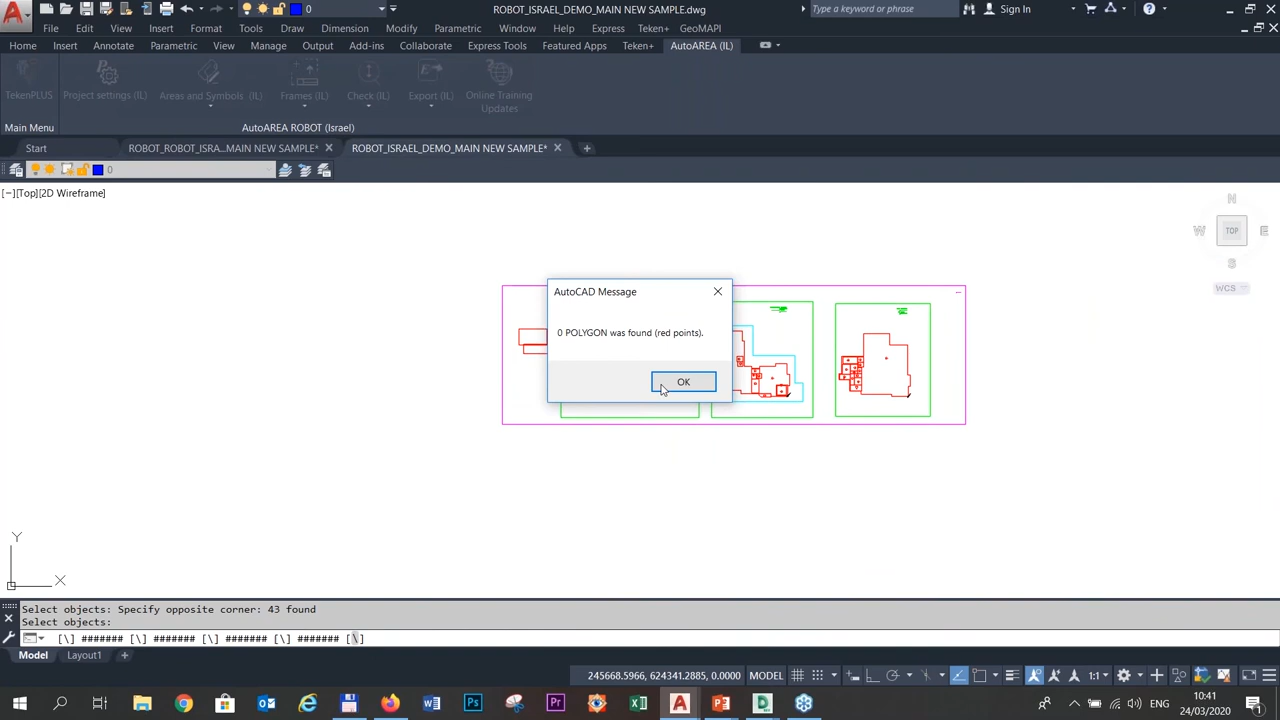 ROBOT_ISRAEL_DEMO_MAIN NEW SAMPLE.dwg
0
Type a keyword or phrase
Sign In
File Edit View Insert Format Tools Draw Dimension Modify Parametric Window Help Express Teken+ GeoMAPI
Home Insert Annotate Parametric View Manage Output Add-ins Collaborate Express Tools Featured Apps Teken+ AutoAREA (IL)
TekenPLUS Project settings (IL) Areas and Symbols (IL) Frames (IL) Check (IL) Export (IL) Online Training
Updates
Main Menu AutoAREA ROBOT (Israel)
Start ROBOT_ROBOT_ISRA...MAIN NEW SAMPLE* ROBOT_ISRAEL_DEMO_MAIN NEW SAMPLE*
0
[−][Top][2D Wireframe]
N
W TOP E
S
WCS
AutoCAD Message
0 POLYGON was found (red points).
OK
Y
X
Select objects: Specify opposite corner: 43 found
Select objects:
[\] ####### [\] ####### [\] ####### [\] ####### [\]
Model Layout1
245668.5966, 624341.2885, 0.0000 MODEL 1:1
10:41
ENG
24/03/2020